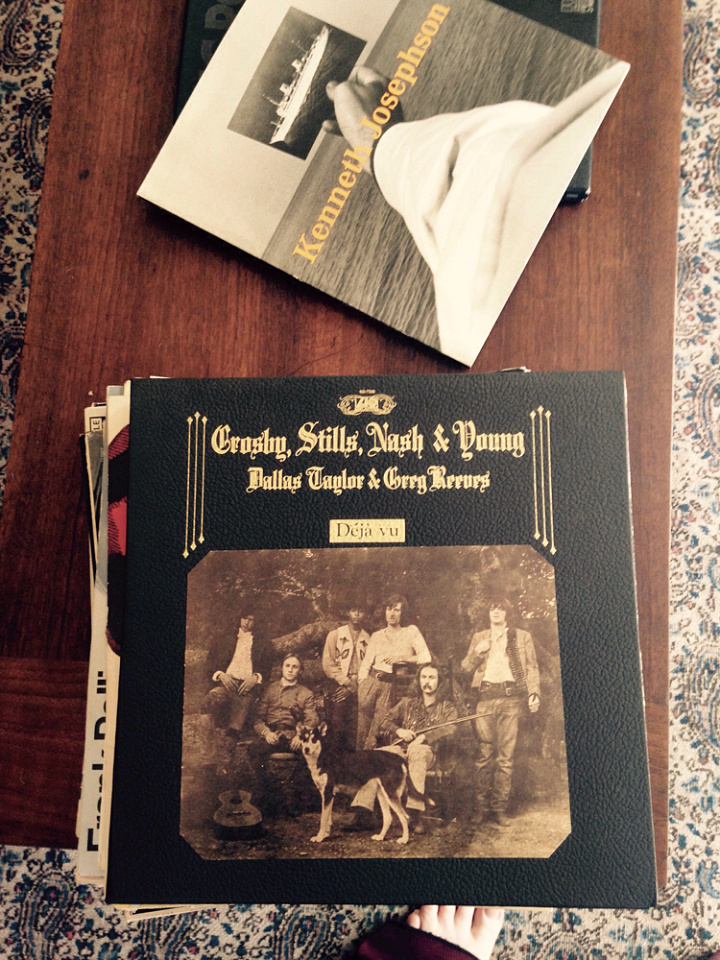 Kenneth Josephson
Crosby, Stills, Nash & Young
Dallas Taylor & Greg Reeves
Déjà vu